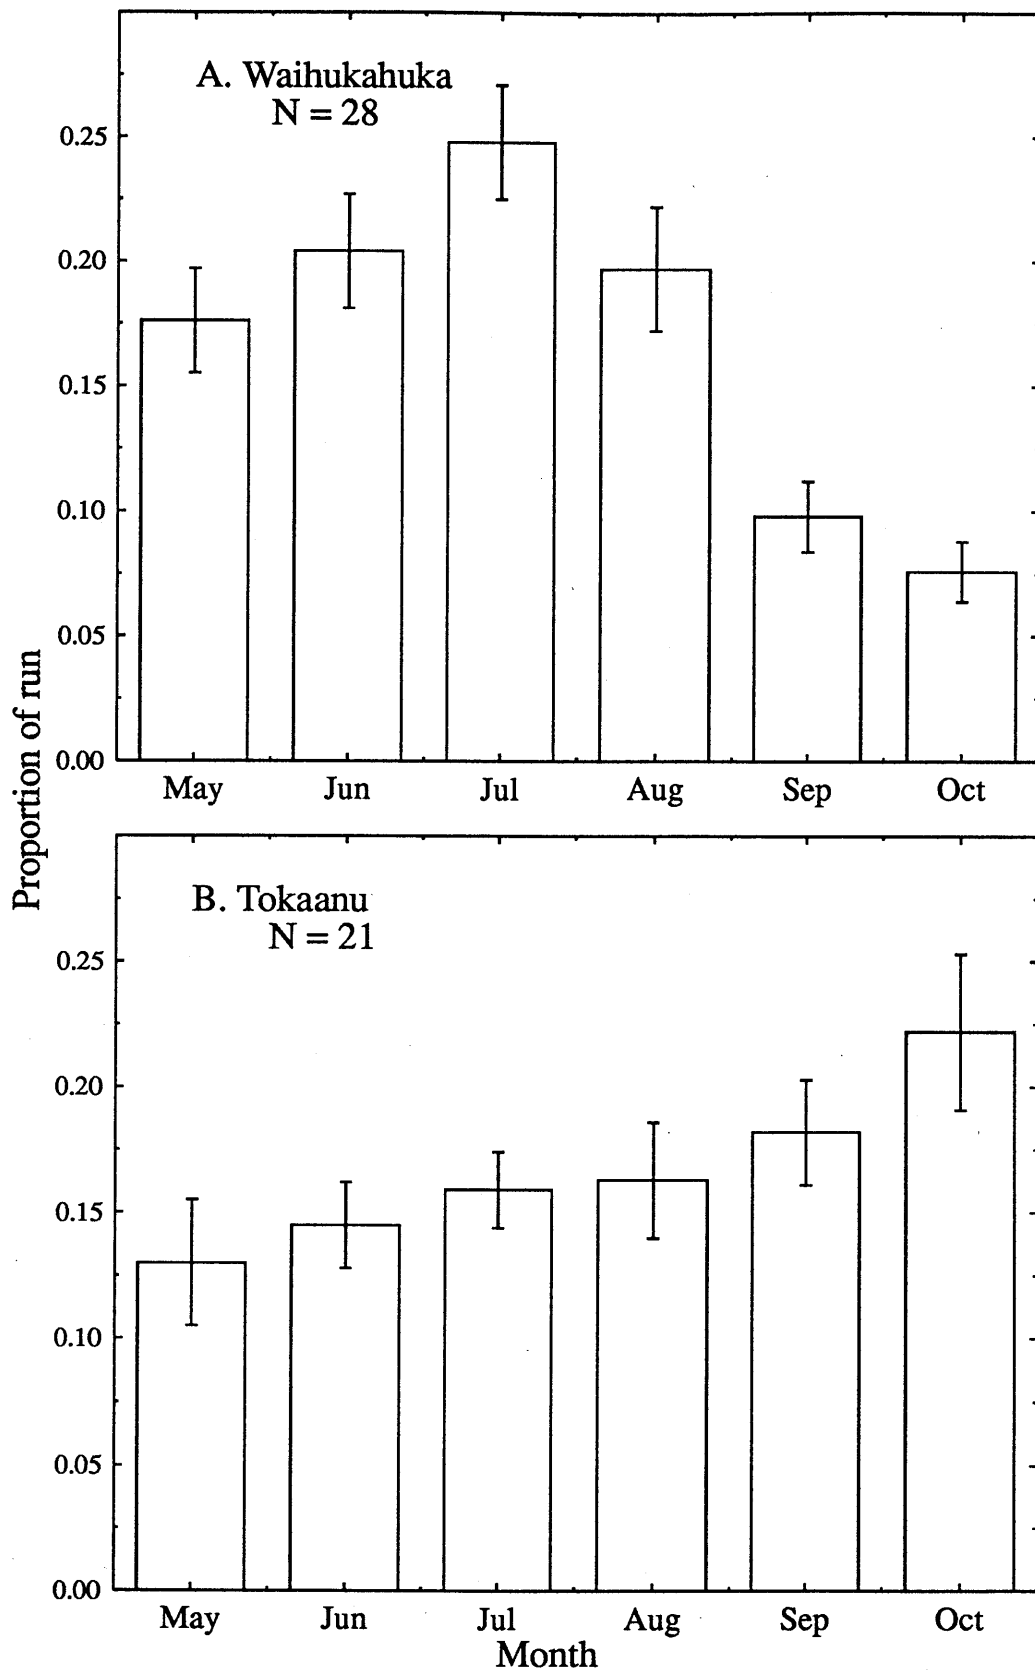 A. Waihukahuka
N = 28
0.25
0.20
0.15
0.10
0.05
0.00
May Jun Jul Aug Sep Oct
Proportion of run
B. Tokaanu
N = 21
0.25
0.20
0.15
0.10
0.05
0.00
May Jun Jul Aug Sep Oct
Month